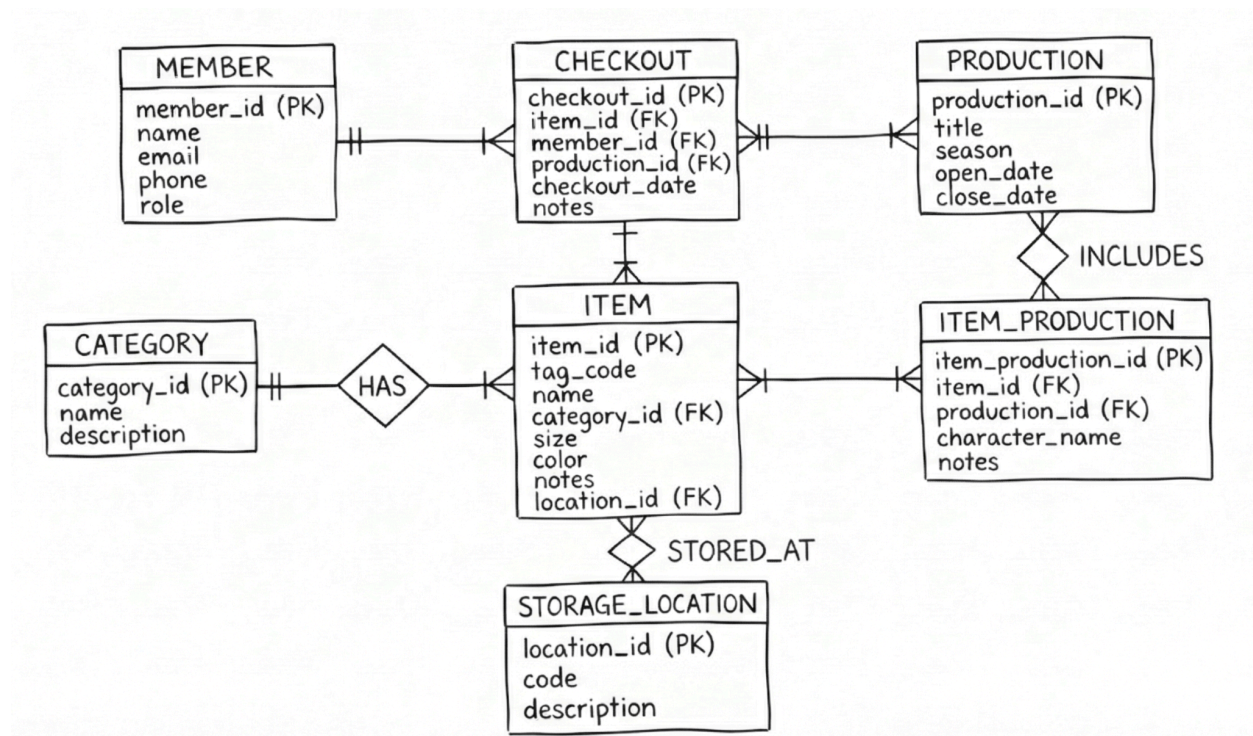 MEMBER
member_id (PK)
name
email
phone
role
CHECKOUT
checkout_id (PK)
item_id (FK)
member_id (FK)
production_id (FK)
checkout_date
notes
PRODUCTION
production_id (PK)
title
season
open_date
close_date
INCLUDES
CATEGORY
category_id (PK)
name
description
HAS
ITEM
item_id (PK)
tag_code
name
category_id (FK)
size
color
notes
location_id (FK)
ITEM_PRODUCTION
item_production_id (PK)
item_id (FK)
production_id (FK)
character_name
notes
STORED_AT
STORAGE_LOCATION
location_id (PK)
code
description